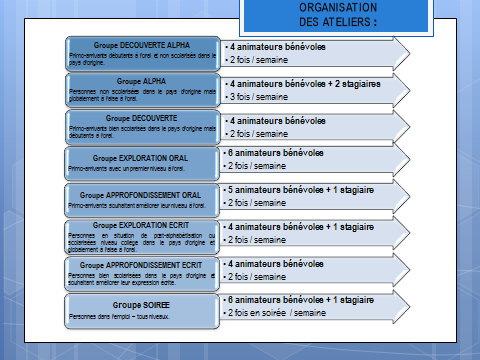 ORGANISATION
DES ATELIERS :
Groupe DECOUVERTE ALPHA
Primo-arrivants débutants à l'oral et non scolarisés dans le
pays d'origine.
• 4 animateurs bénévoles
• 2 fois / semaine
Groupe ALPHA
Personnes non scolarisées dans le pays d'origine mais
globalement à l'aise à l'oral.
• 4 animateurs bénévoles + 2 stagiaires
• 3 fois / semaine
Groupe DECOUVERTE
Primo-arrivants bien scolarisés dans le pays d'origine mais
débutants à l'oral.
• 4 animateurs bénévoles
• 2 fois / semaine
Groupe EXPLORATION ORAL
Primo-arrivants avec un premier niveau à l'oral.
• 6 animateurs bénévoles
• 2 fois / semaine
Groupe APPROFONDISSEMENT ORAL
Primo-arrivants souhaitant améliorer leur niveau à l'oral.
• 5 animateurs bénévoles + 1 stagiaire
• 2 fois / semaine
Groupe EXPLORATION ECRIT
Personnes en situation de post-alphabétisation ou
scolarisées niveau collège dans le pays d'origine et
globalement à l'aise à l'oral.
• 4 animateurs bénévoles + 1 stagiaire
• 2 fois / semaine
Groupe APPROFONDISSEMENT ECRIT
Personnes bien scolarisées dans le pays d'origine et
souhaitant améliorer leur expression écrite.
• 4 animateurs bénévoles
• 2 fois / semaine
Groupe SOIREE
Personnes dans l'emploi – tous niveaux.
• 6 animateurs bénévoles + 1 stagiaire
• 2 fois en soirée / semaine